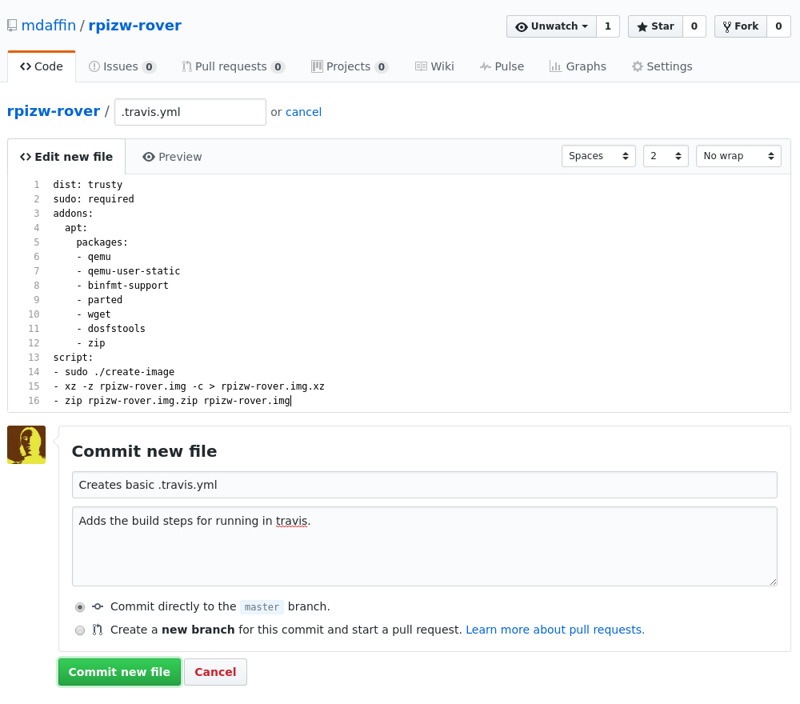 mdaffin / rpizw-rover
Unwatch 1 Star 0 Fork 0
Code Issues 0 Pull requests 0 Projects 0 Wiki Pulse Graphs Settings
rpizw-rover / .travis.yml or cancel
Edit new file Preview Spaces 2 No wrap
1 dist: trusty
2 sudo: required
3 addons:
4   apt:
5     packages:
6     - qemu
7     - qemu-user-static
8     - binfmt-support
9     - parted
10     - wget
11     - dosfstools
12     - zip
13 script:
14 - sudo ./create-image
15 - xz -z rpizw-rover.img -c > rpizw-rover.img.xz
16 - zip rpizw-rover.img.zip rpizw-rover.img
Commit new file
Creates basic .travis.yml
Adds the build steps for running in travis.
Commit directly to the master branch.
Create a new branch for this commit and start a pull request. Learn more about pull requests.
Commit new file Cancel